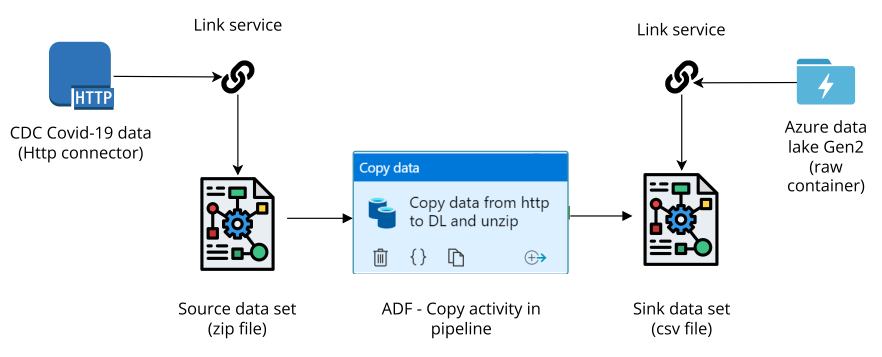 Link service
Link service
HTTP
CDC Covid-19 data
(Http connector)
Azure data
lake Gen2
(raw
container)
Copy data
Copy data from http
to DL and unzip
{}
Source data set
(zip file)
ADF - Copy activity in
pipeline
Sink data set
(csv file)